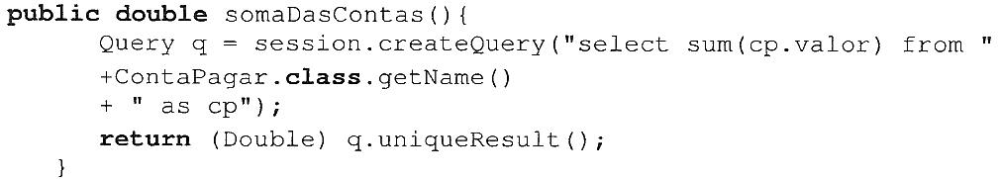 public double somaDasContas(){
Query q = session.createQuery("select sum(cp.valor) from "
+ContaPagar.class.getName()
+ " as cp");
return (Double) q.uniqueResult();
}